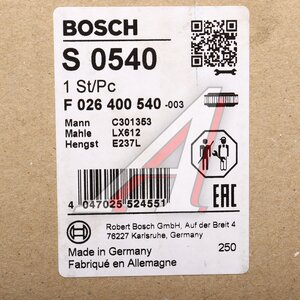 BOSCH
S 0540
1 St/Pc
F 026 400 540 -003
Mann C301353
Mahle LX612
Hengst E237L
4 047025 524551
EAC
Robert Bosch GmbH, Auf der Breit 4
76227 Karlsruhe, Germany
Made in Germany 250
Fabriqué en Allemagne